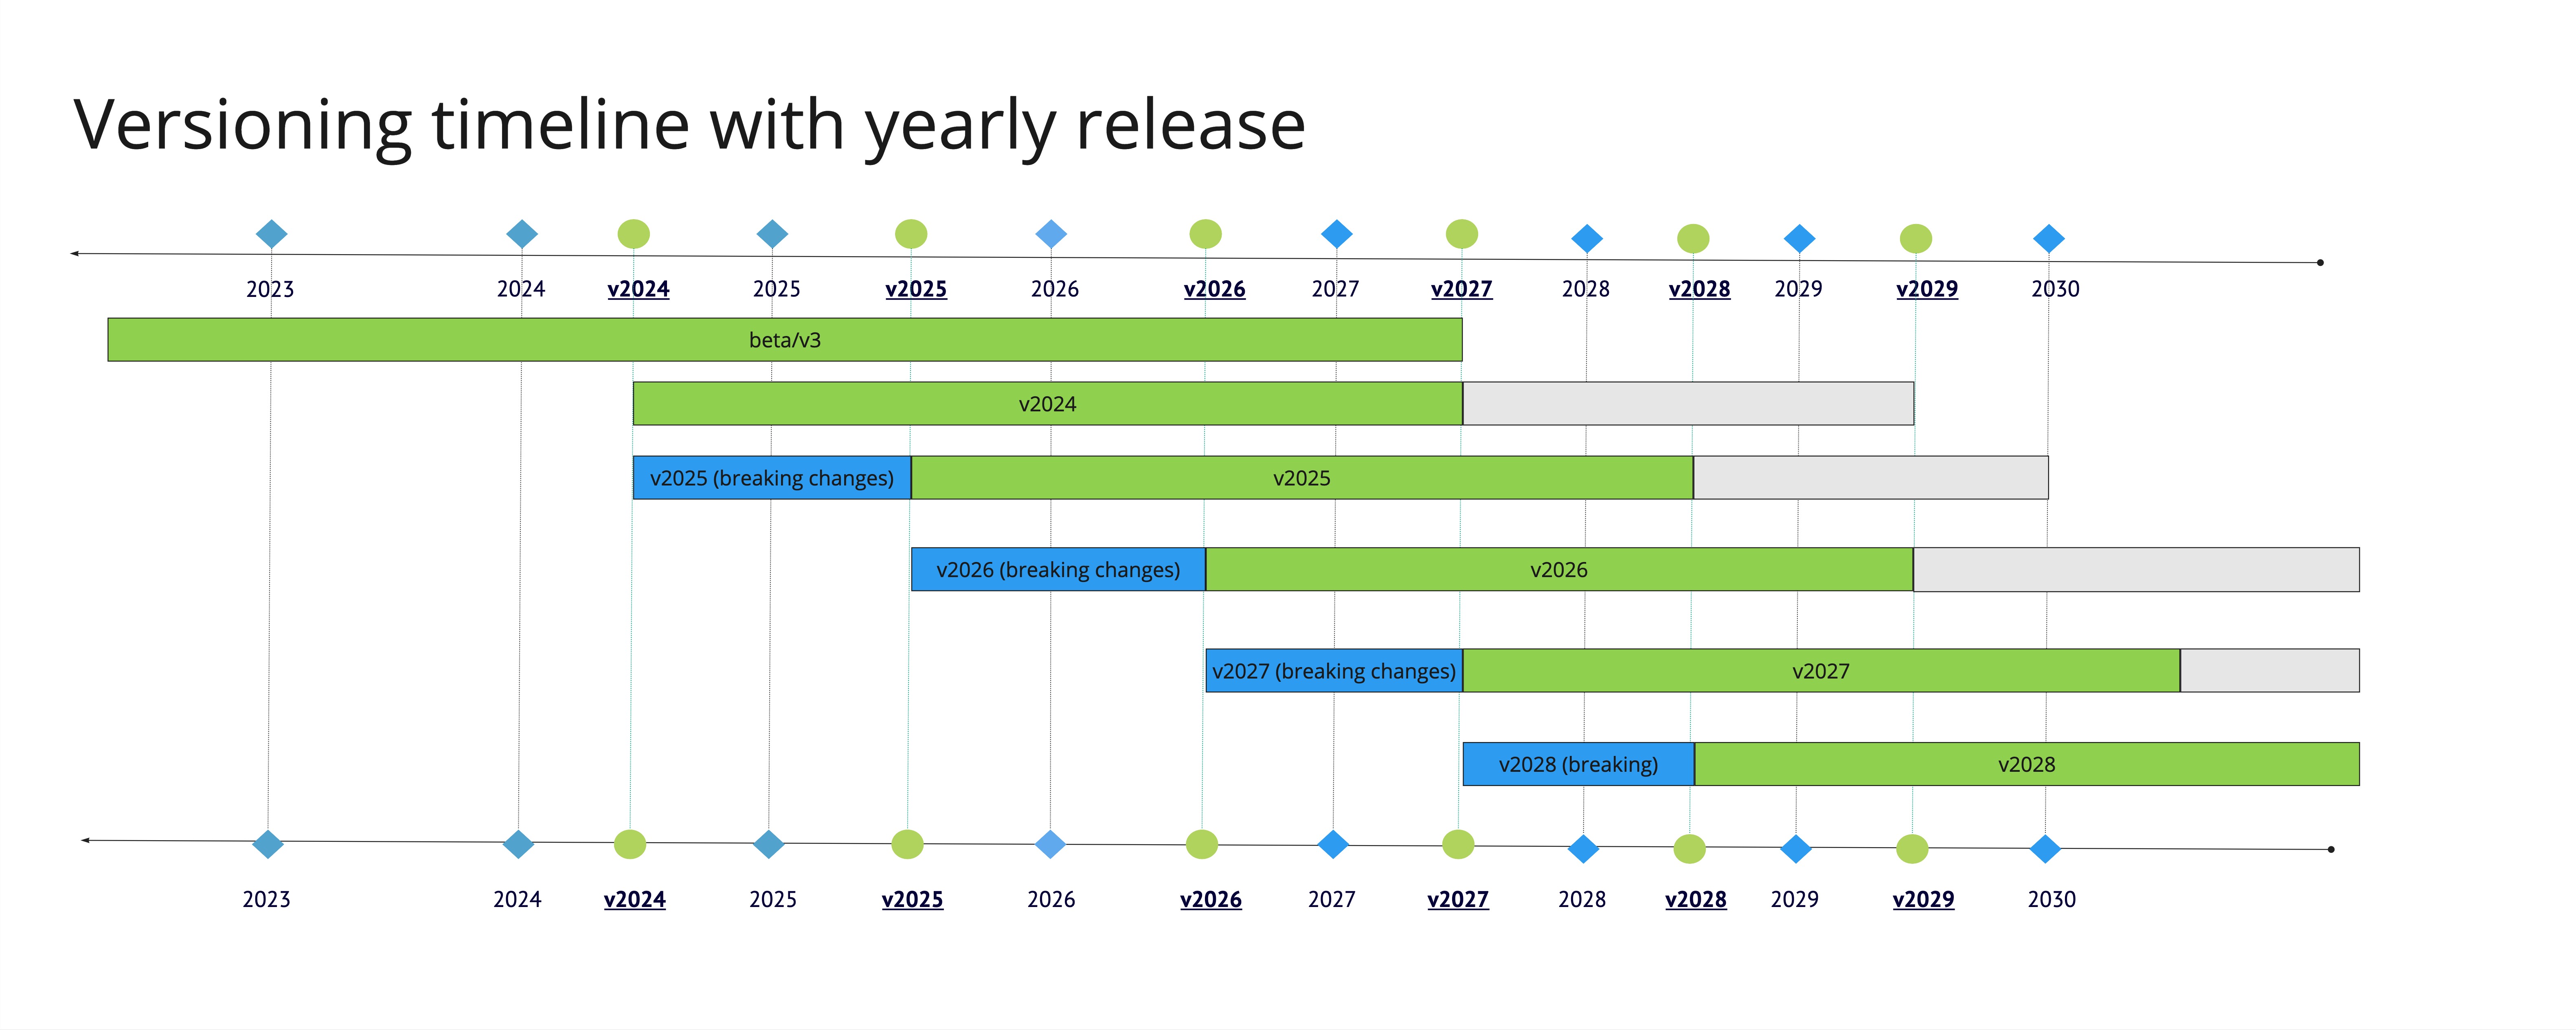 Versioning timeline with yearly release
2023 2024 v2024 2025 v2025 2026 v2026 2027 v2027 2028 v2028 2029 v2029 2030
beta/v3
v2024
v2025 (breaking changes) v2025
v2026 (breaking changes) v2026
v2027 (breaking changes) v2027
v2028 (breaking) v2028
2023 2024 v2024 2025 v2025 2026 v2026 2027 v2027 2028 v2028 2029 v2029 2030